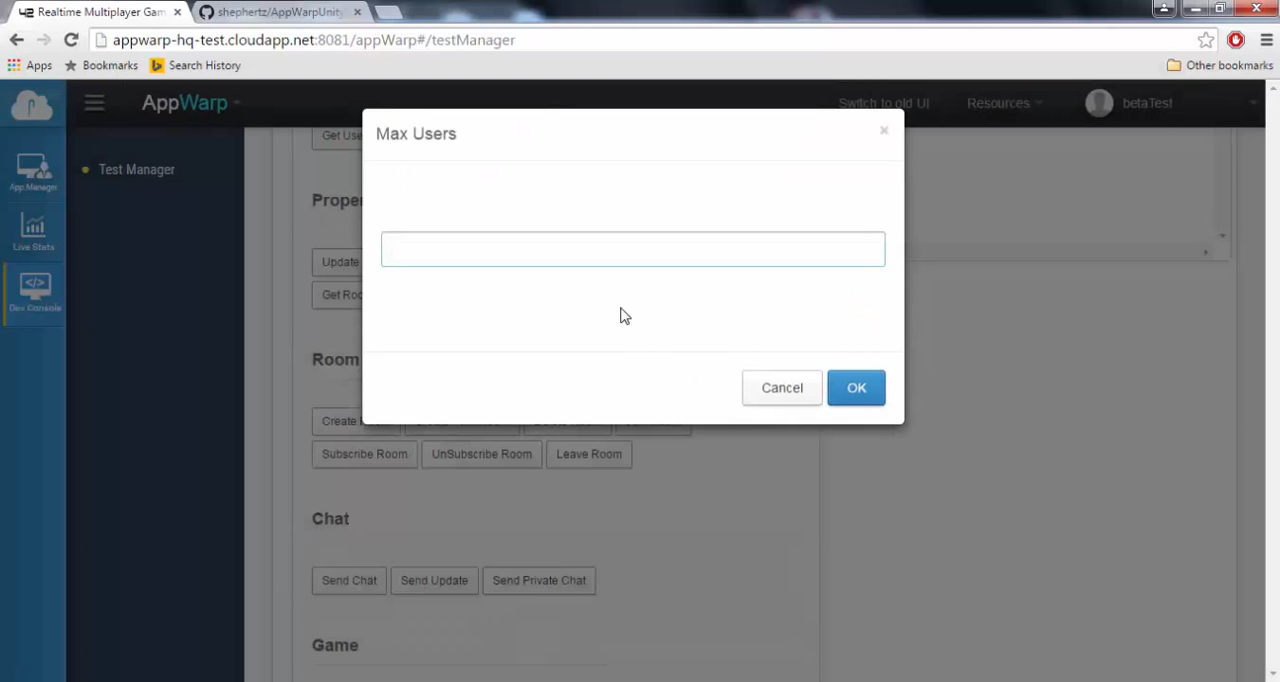 Realtime Multiplayer Gam
shephertz/AppWarpUnity
appwarp-hq-test.cloudapp.net:8081/appWarp#/testManager
Apps
Bookmarks
Search History
Other bookmarks
AppWarp
Switch to old UI
Resources
betaTest
Max Users
Get Use
App Manager
Test Manager
Proper
Live Stats
Update
Dev Console
Get Roo
Room
Cancel
OK
Create R
Subscribe Room
UnSubscribe Room
Leave Room
Chat
Send Chat
Send Update
Send Private Chat
Game